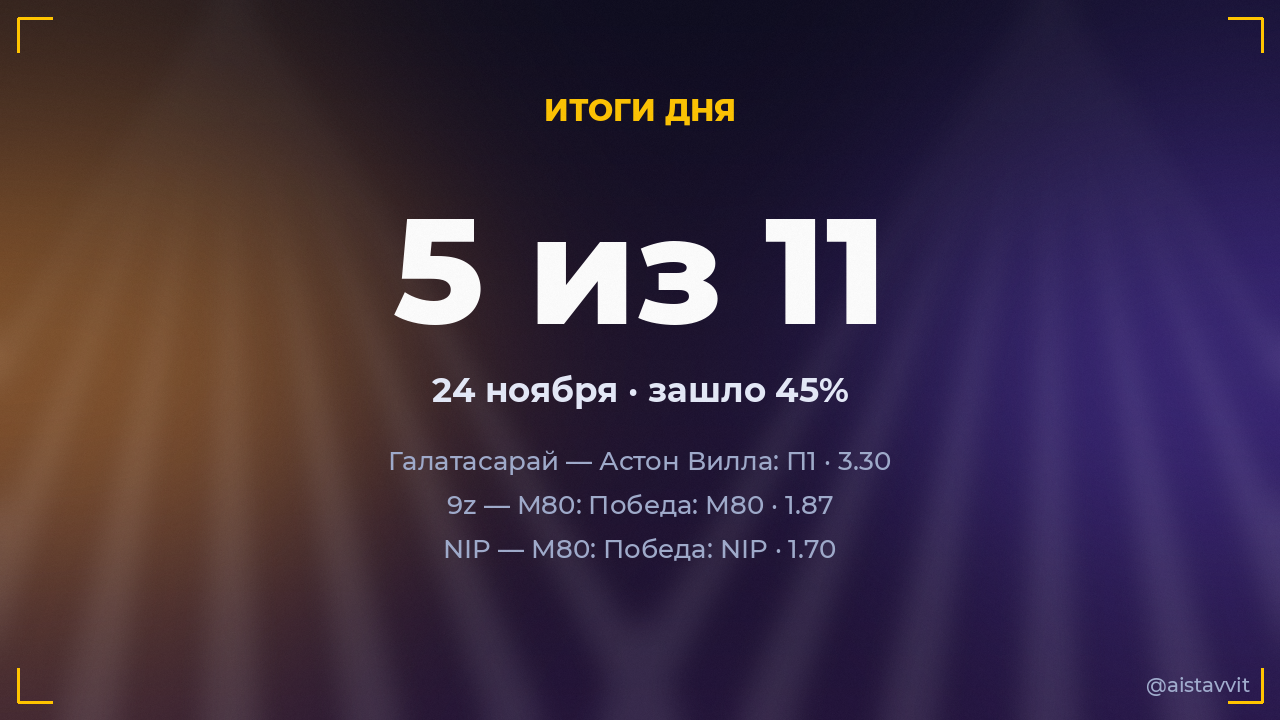 ИТОГИ ДНЯ
5 из 11
24 ноября · зашло 45%
Галатасарай — Астон Вилла: П1 · 3.30
9z — M80: Победа: M80 · 1.87
NIP — M80: Победа: NIP · 1.70
@aistavvit